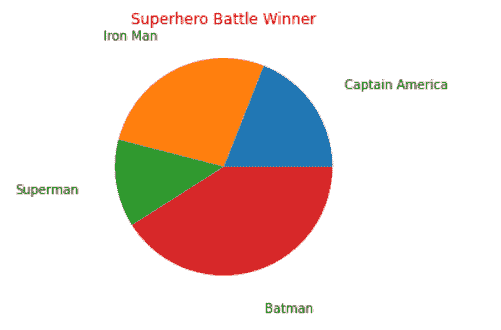 Superhero Battle Winner
Iron Man
Captain America
Superman
Batman